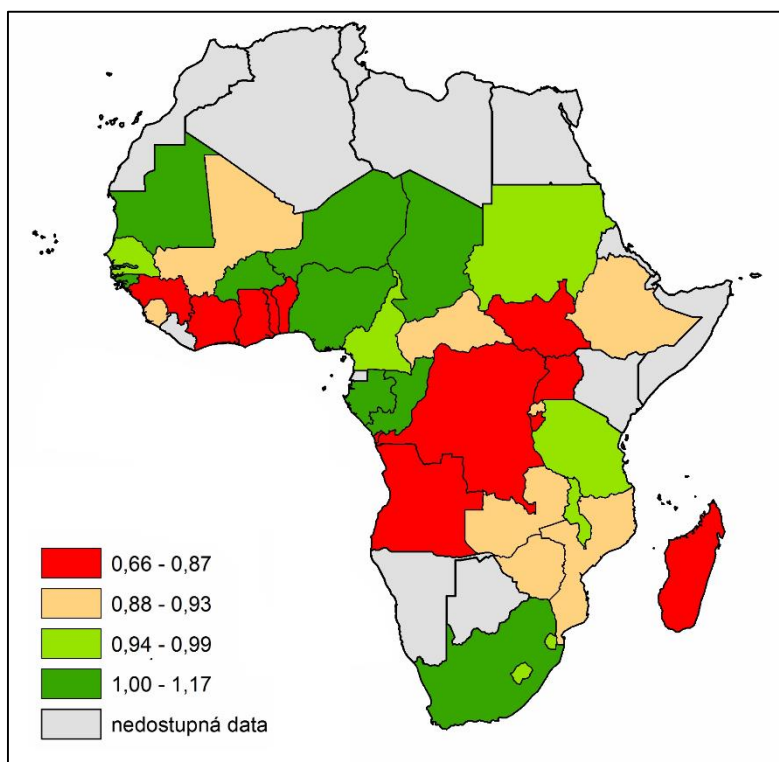 0,66 - 0,87
0,88 - 0,93
0,94 - 0,99
1,00 - 1,17
nedostupná data